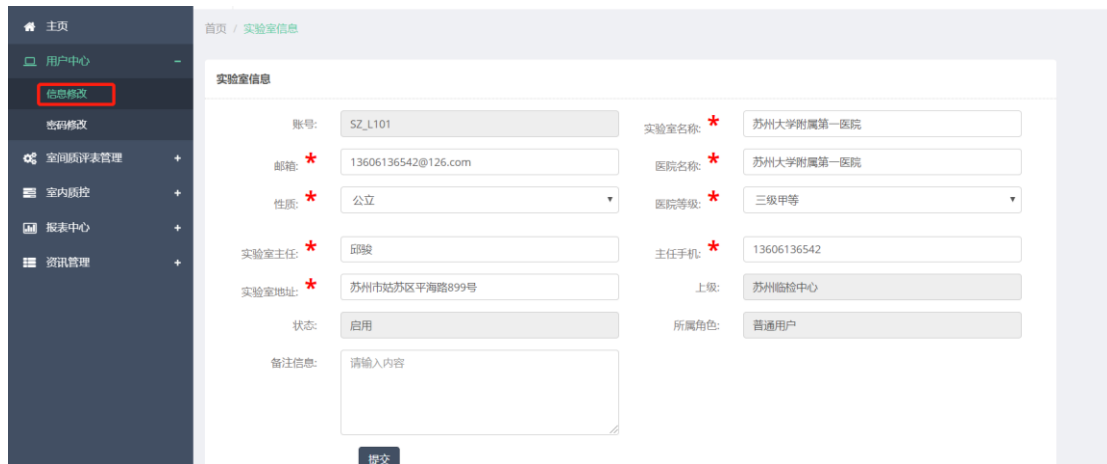 主页
用户中心 -
信息修改
密码修改
室间质评表管理 +
室内质控 +
报表中心 +
资讯管理 +
首页 / 实验室信息
实验室信息
账号: SZ_L101 实验室名称: * 苏州大学附属第一医院
邮箱: * 13606136542@126.com 医院名称: * 苏州大学附属第一医院
性质: * 公立 医院等级: * 三级甲等
实验室主任: * 邱骏 主任手机: * 13606136542
实验室地址: * 苏州市姑苏区平海路899号 上级: 苏州临检中心
状态: 启用 所属角色: 普通用户
备注信息: 请输入内容
提交